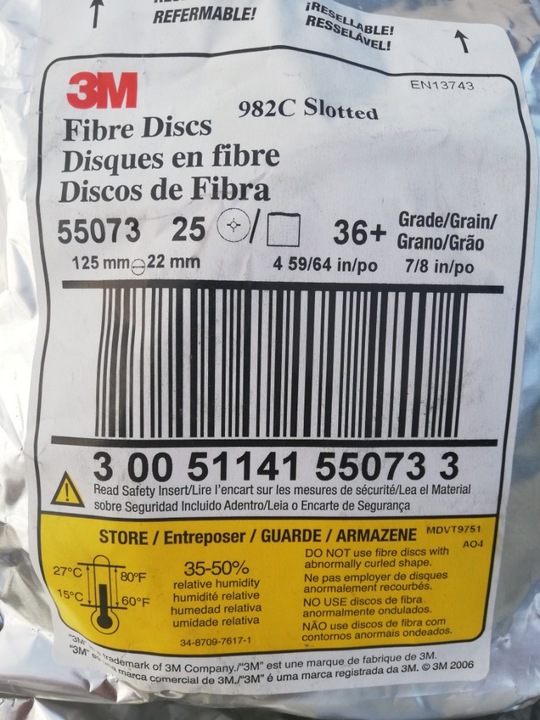 REFERMABLE!
¡RESELLABLE!
RESSELÁVEL!
EN13743
3M
982C Slotted
Fibre Discs
Disques en fibre
Discos de Fibra
55073 25 / 36+ Grade/Grain/
Grano/Grão
125 mm 22 mm 4 59/64 in/po 7/8 in/po
3 00 51141 55073 3
Read Safety Insert/Lire l'encart sur les mesures de sécurité/Lea el Material
sobre Seguridad Incluido Adentro/Leia o Encarte de Segurança
STORE / Entreposer / GUARDE / ARMAZENE
MDVT9751
AO4
27°C 80°F
15°C 60°F
35-50%
relative humidity
humidité relative
humedad relativa
umidade relativa
34-8709-7617-1
DO NOT use fibre discs with
abnormally curled shape.
Ne pas employer de disques
anormalement recourbés.
NO USE discos de fibra
anormalmente ondulados.
NÃO use discos de fibra com
contornos anormais ondeados.
"3M" trademark of 3M Company./"3M" est une marque de fabrique de 3M.
"3M" marca comercial de 3M./"3M" é uma marca registrada da 3M. © 3M 2006